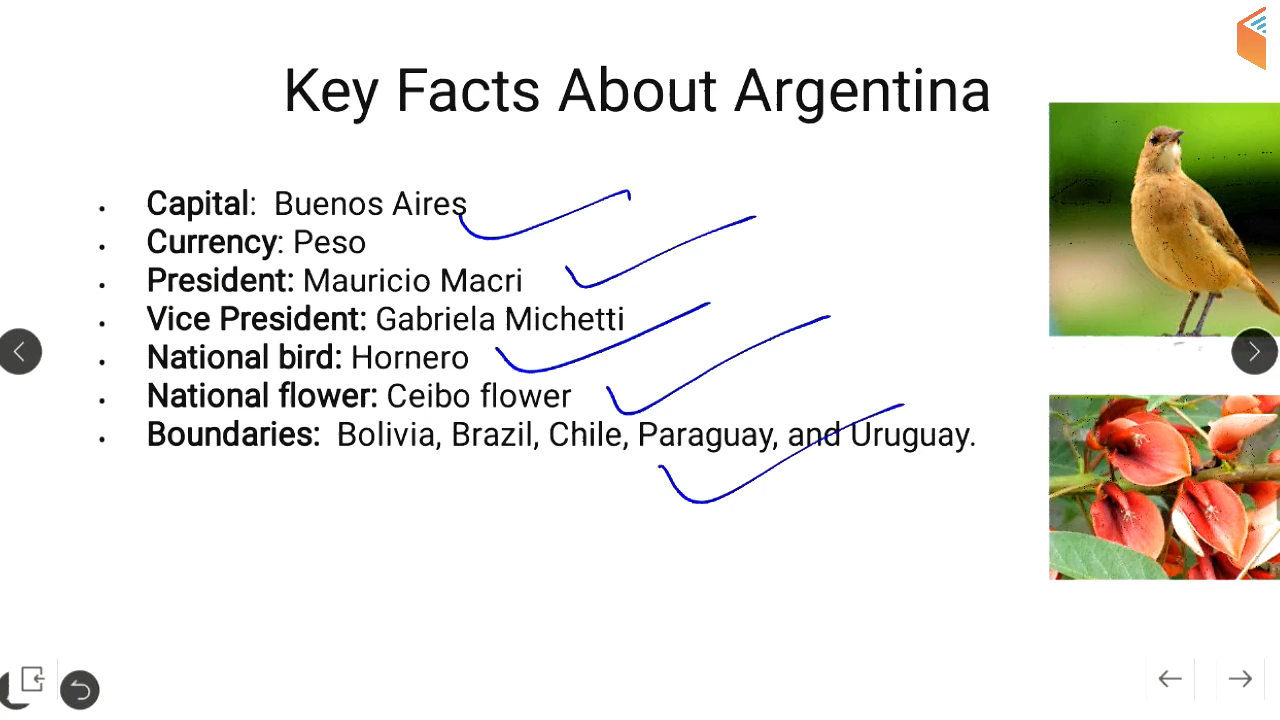 Key Facts About Argentina
• Capital: Buenos Aires
• Currency: Peso
• President: Mauricio Macri
• Vice President: Gabriela Michetti
• National bird: Hornero
• National flower: Ceibo flower
• Boundaries: Bolivia, Brazil, Chile, Paraguay, and Uruguay.